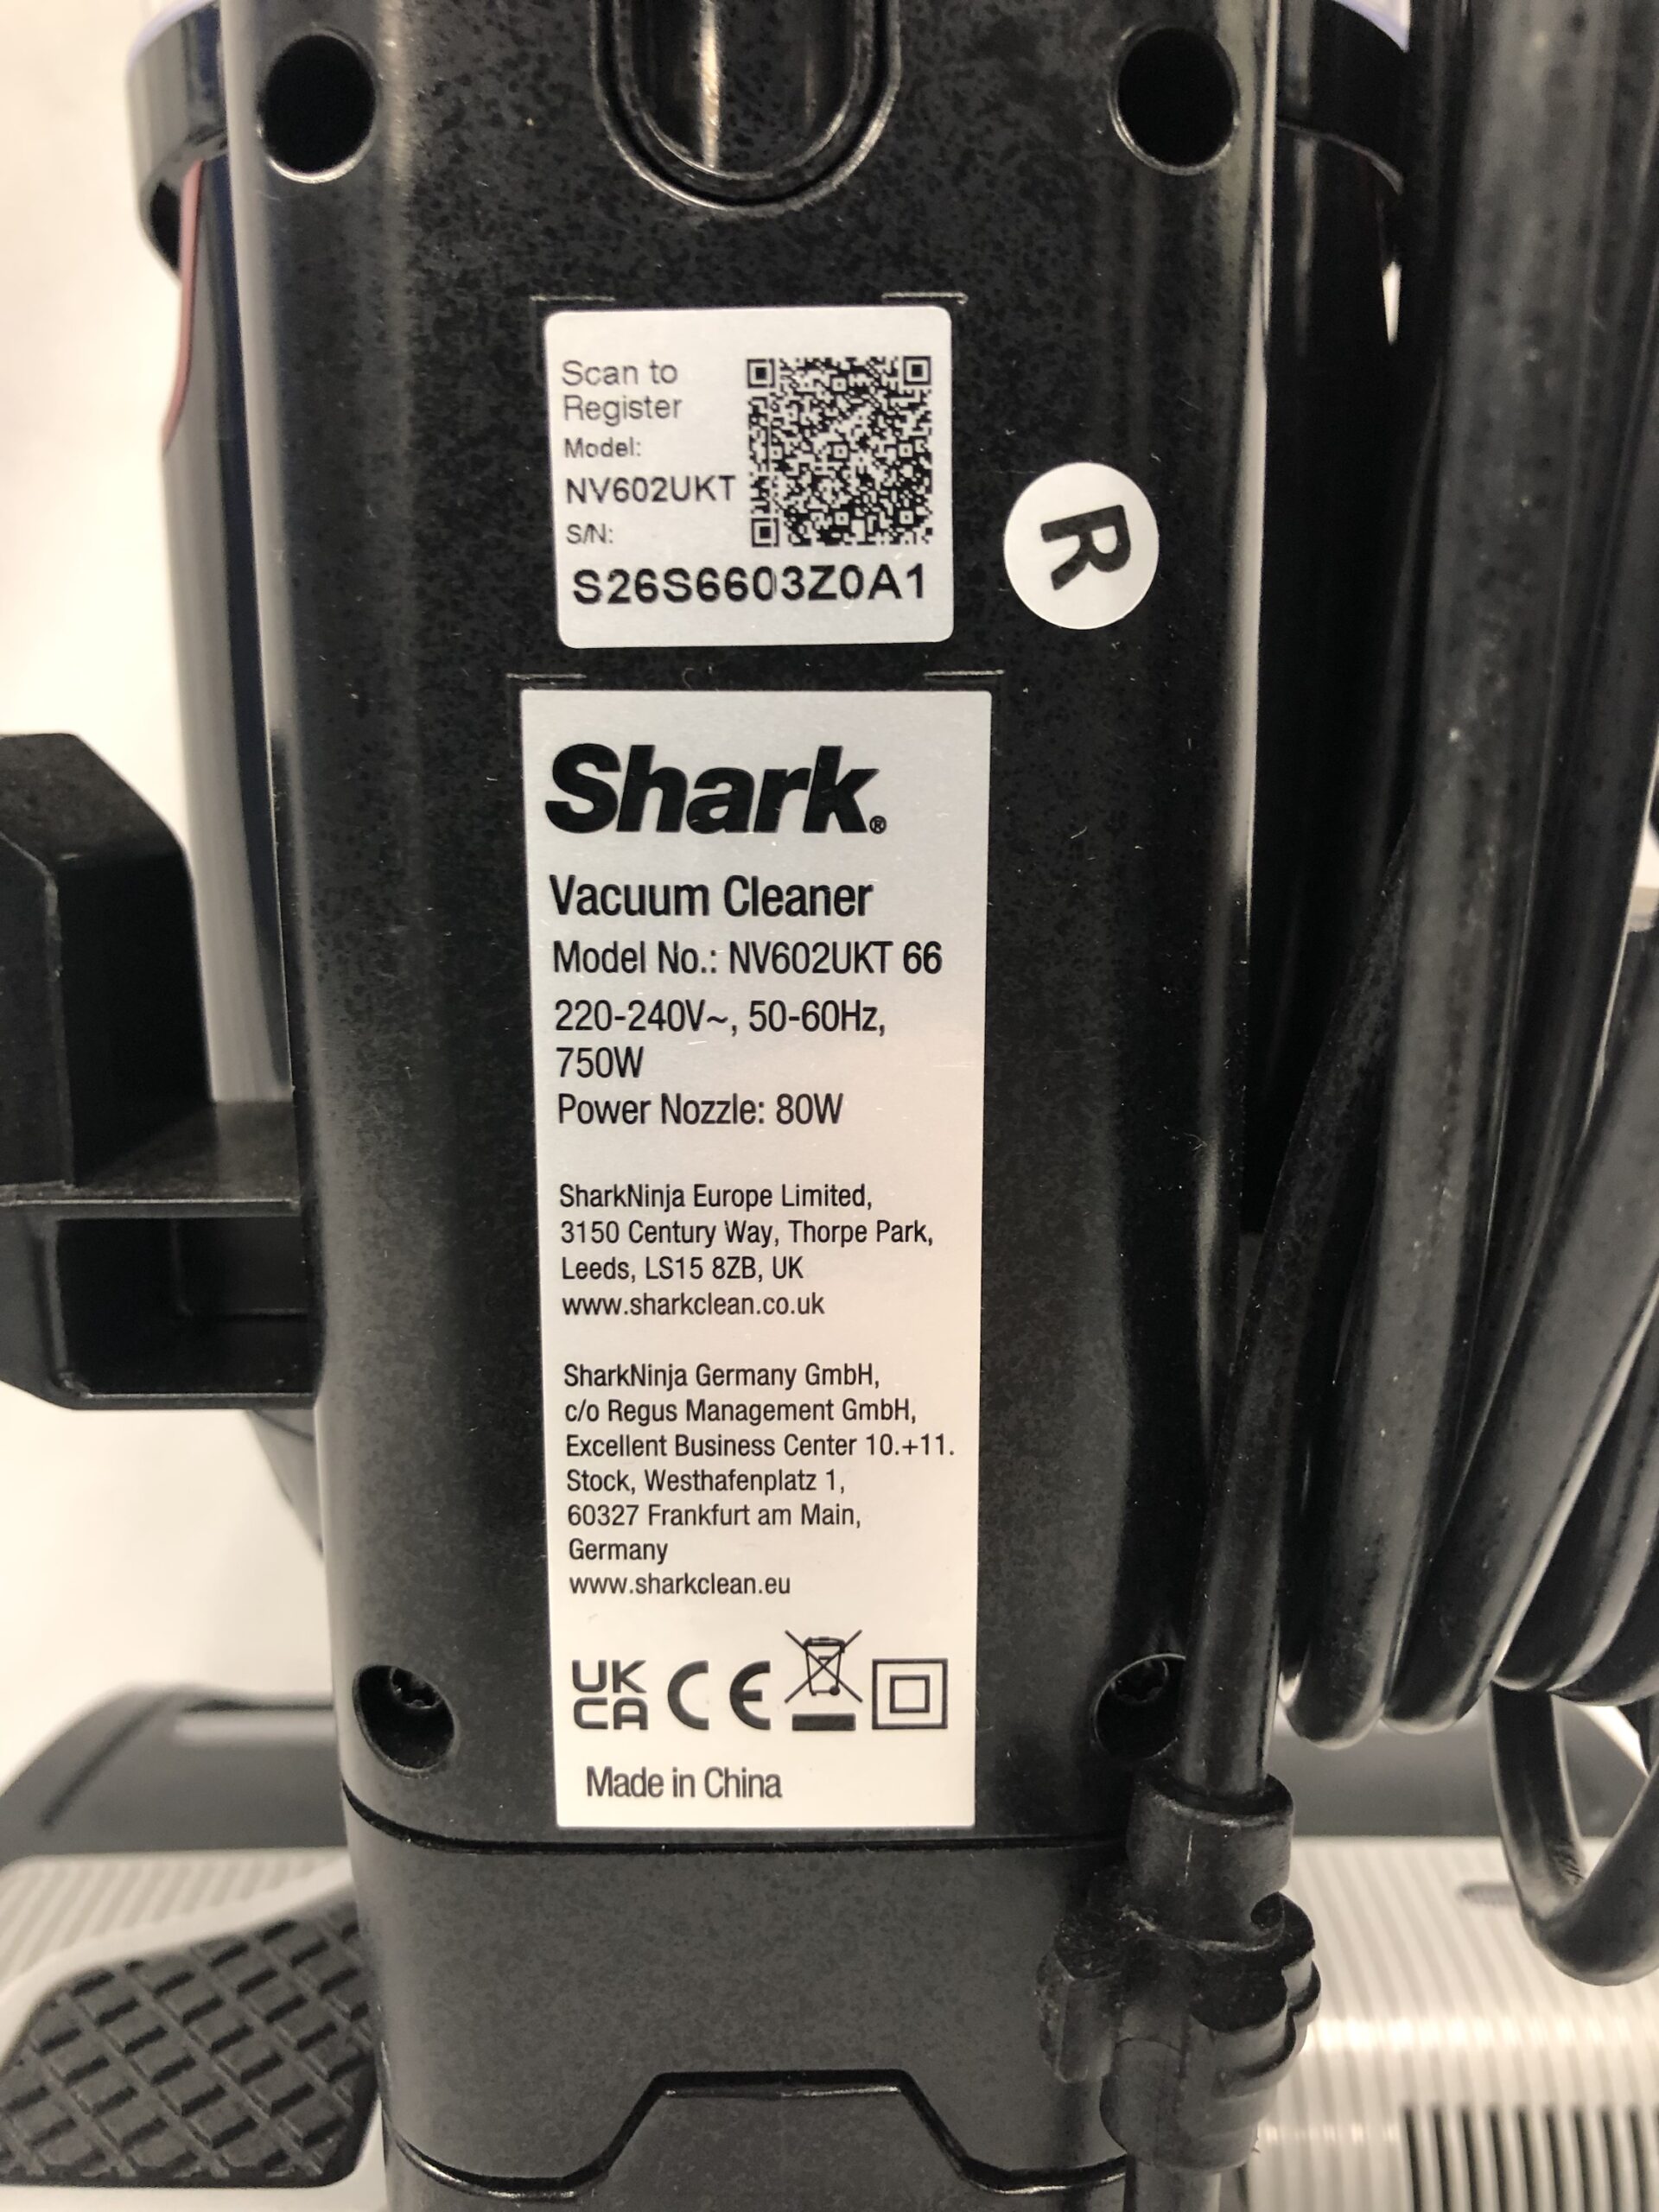 Scan to
Register
Model:
NV602UKT
S/N:
S26S6603Z0A1
R
Shark®
Vacuum Cleaner
Model No.: NV602UKT 66
220-240V~, 50-60Hz,
750W
Power Nozzle: 80W
SharkNinja Europe Limited,
3150 Century Way, Thorpe Park,
Leeds, LS15 8ZB, UK
www.sharkclean.co.uk
SharkNinja Germany GmbH,
c/o Regus Management GmbH,
Excellent Business Center 10.+11.
Stock, Westhafenplatz 1,
60327 Frankfurt am Main,
Germany
www.sharkclean.eu
UK
CA CE
Made in China